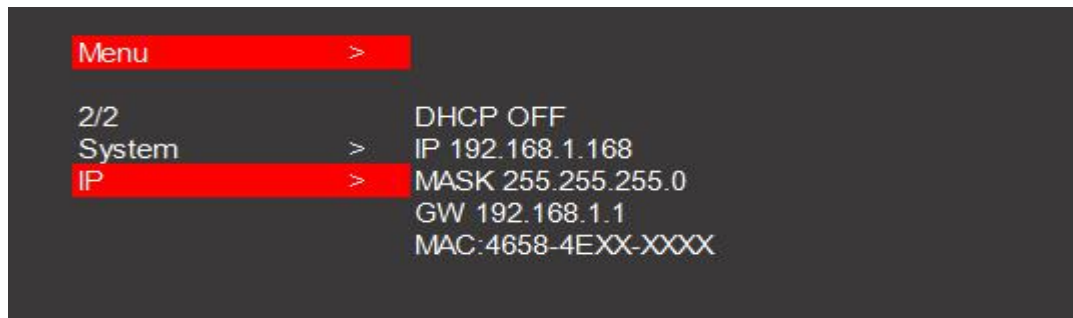 Menu >
2/2 DHCP OFF
System > IP 192.168.1.168
IP > MASK 255.255.255.0
GW 192.168.1.1
MAC:4658-4EXX-XXXX